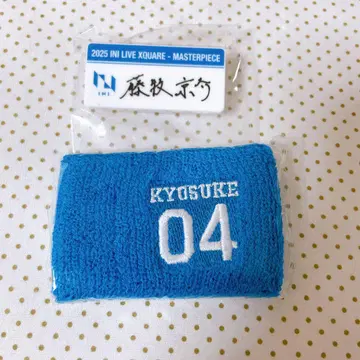 2025 INI LIVE XQUARE - MASTERPIECE
INI
藤牧 京介
KYOSUKE
04